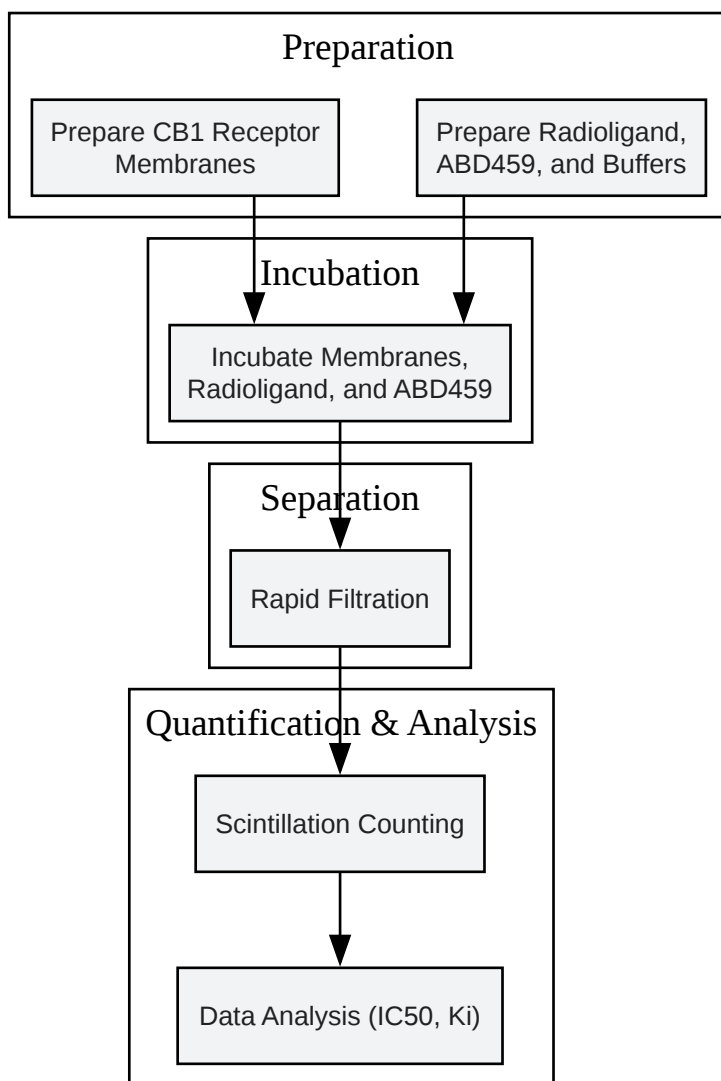 Preparation
Prepare CB1 Receptor
Membranes
Prepare Radioligand,
ABD459, and Buffers
Incubation
Incubate Membranes,
Radioligand, and ABD459
Separation
Rapid Filtration
Quantification & Analysis
Scintillation Counting
Data Analysis (IC50, Ki)